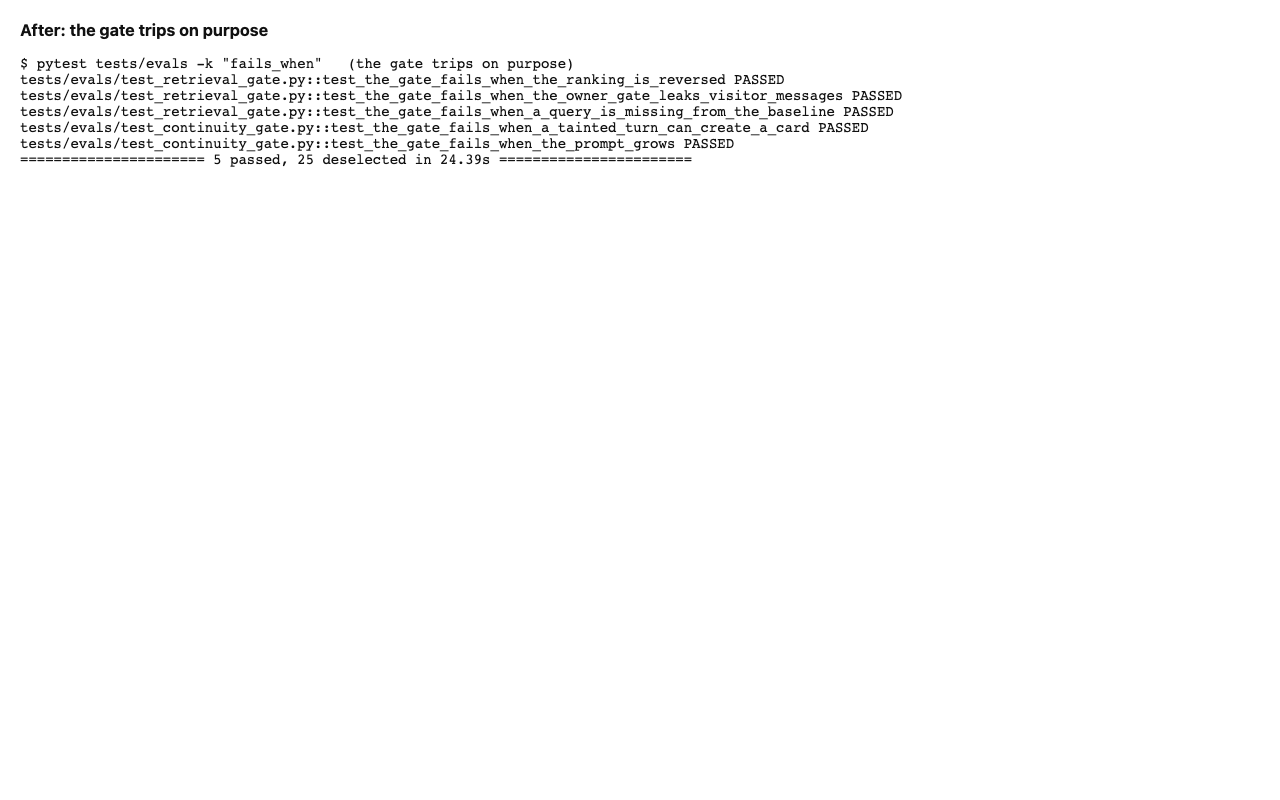 After: the gate trips on purpose
$ pytest tests/evals -k "fails_when"   (the gate trips on purpose)
tests/evals/test_retrieval_gate.py::test_the_gate_fails_when_the_ranking_is_reversed PASSED
tests/evals/test_retrieval_gate.py::test_the_gate_fails_when_the_owner_gate_leaks_visitor_messages PASSED
tests/evals/test_retrieval_gate.py::test_the_gate_fails_when_a_query_is_missing_from_the_baseline PASSED
tests/evals/test_continuity_gate.py::test_the_gate_fails_when_a_tainted_turn_can_create_a_card PASSED
tests/evals/test_continuity_gate.py::test_the_gate_fails_when_the_prompt_grows PASSED
====================== 5 passed, 25 deselected in 24.39s =======================